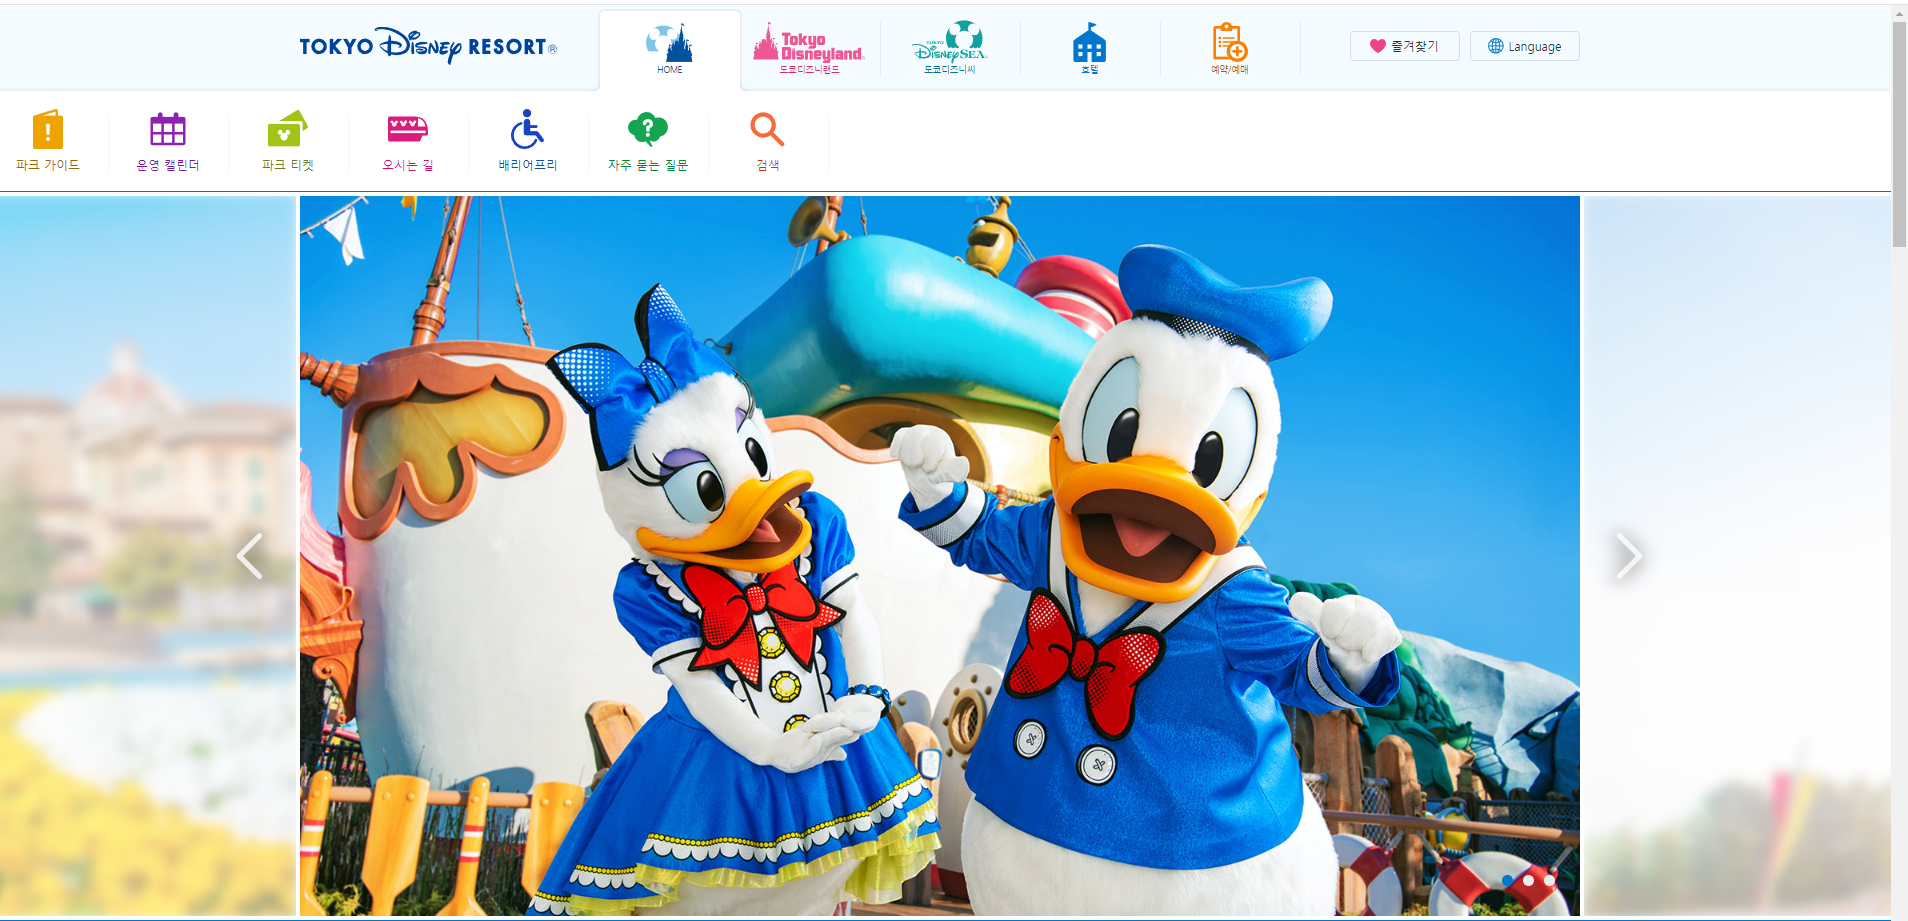 TOKYO DISNEY RESORT®
HOME
Tokyo Disneyland®
도쿄디즈니랜드
TOKYO DISNEYSEA®
도쿄디즈니씨
호텔
예약/예매
즐겨찾기
Language
파크 가이드
운영 캘린더
파크 티켓
오시는 길
배리어프리
자주 묻는 질문
검색